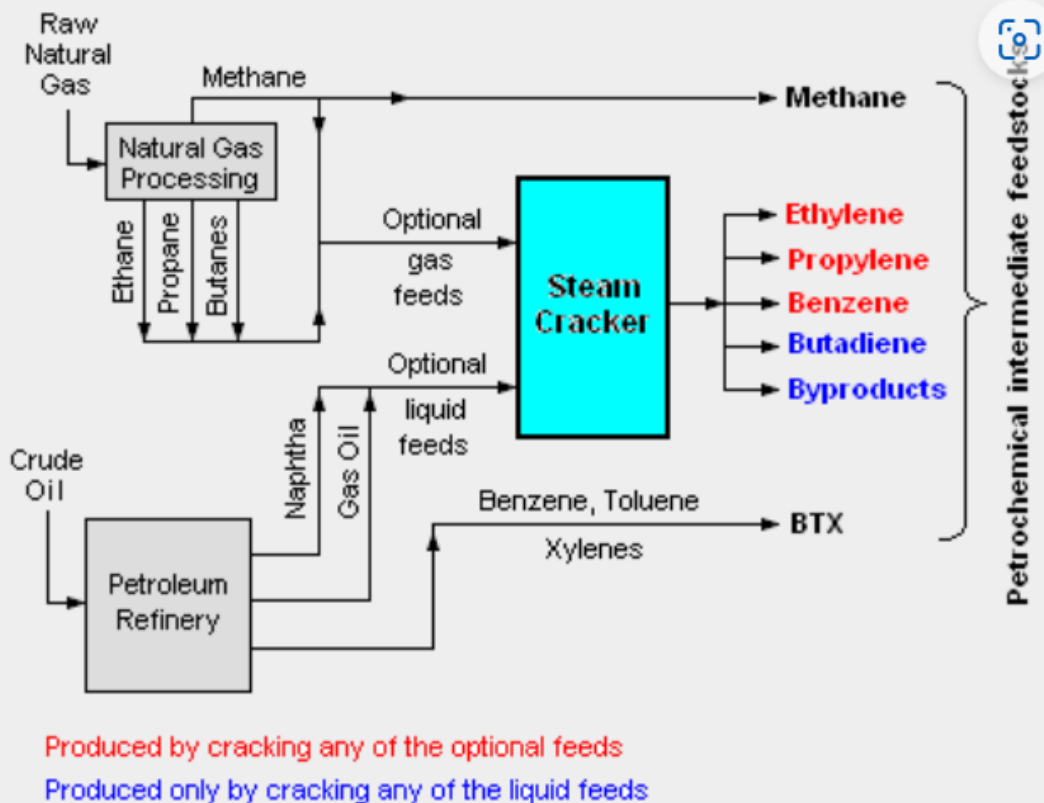 Raw
Natural
Gas
Methane
Methane
Natural Gas
Processing
Ethane
Propane
Butanes
Optional
gas
feeds
Steam
Cracker
Ethylene
Propylene
Benzene
Butadiene
Byproducts
Optional
liquid
feeds
Naphtha
Gas Oil
Crude
Oil
Petroleum
Refinery
Benzene, Toluene
Xylenes
BTX
Petrochemical intermediate feedstocks
Produced by cracking any of the optional feeds
Produced only by cracking any of the liquid feeds